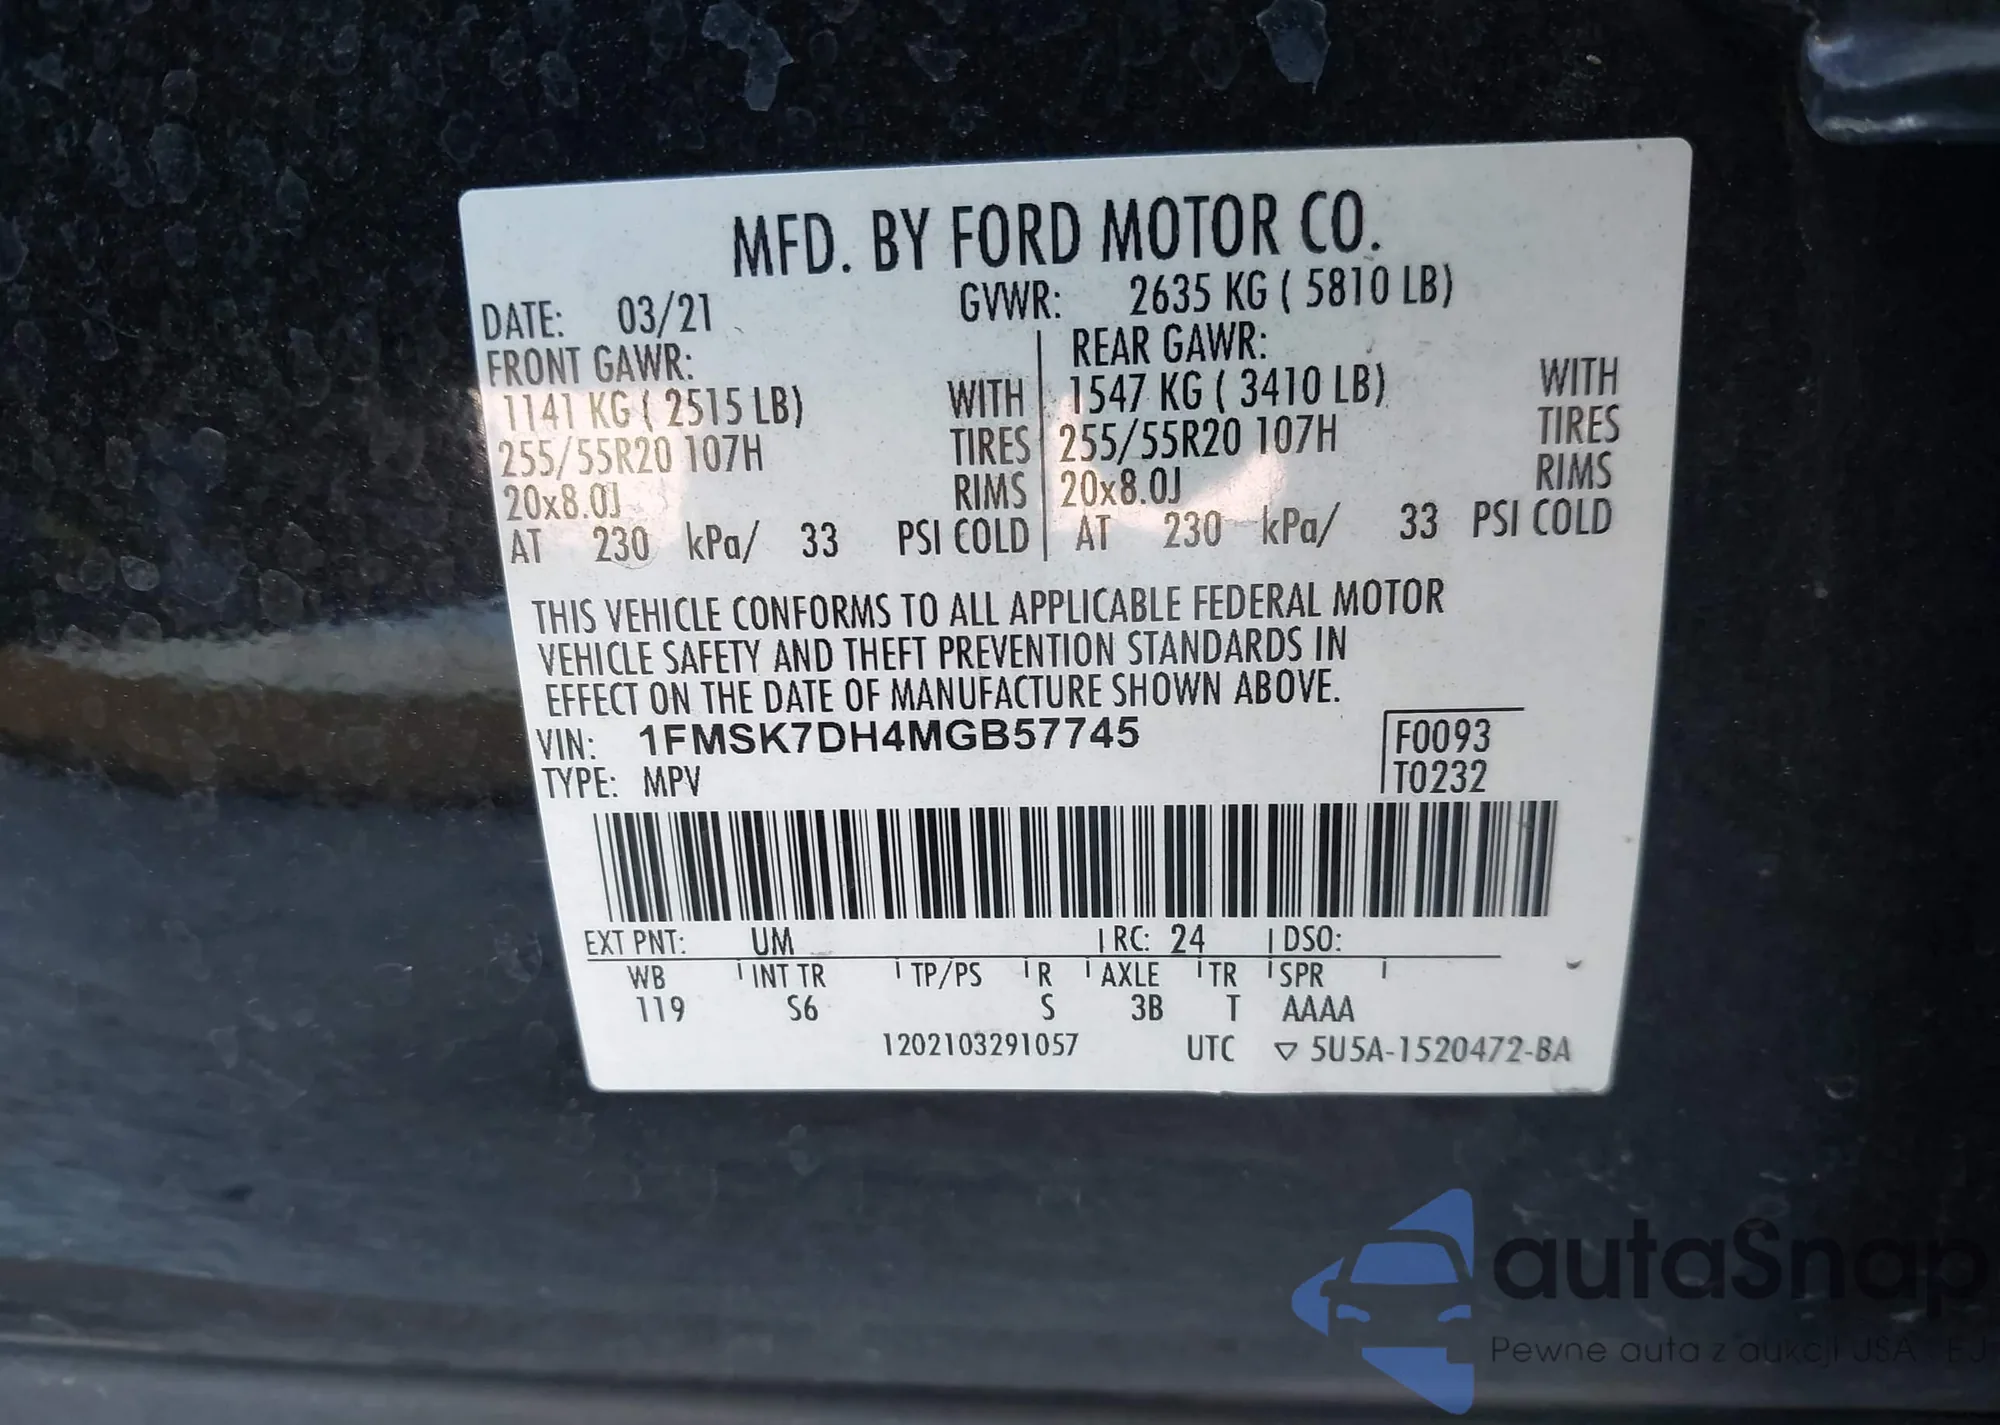 MFD. BY FORD MOTOR CO.
DATE: 03/21 GVWR: 2635 KG ( 5810 LB)
FRONT GAWR: REAR GAWR:
1141 KG ( 2515 LB) WITH 1547 KG ( 3410 LB) WITH
255/55R20 107H TIRES 255/55R20 107H TIRES
20x8.0J RIMS 20x8.0J RIMS
AT 230 kPa/ 33 PSI COLD AT 230 kPa/ 33 PSI COLD
THIS VEHICLE CONFORMS TO ALL APPLICABLE FEDERAL MOTOR
VEHICLE SAFETY AND THEFT PREVENTION STANDARDS IN
EFFECT ON THE DATE OF MANUFACTURE SHOWN ABOVE.
VIN: 1FMSK7DH4MGB57745 F0093
TYPE: MPV T0232
EXT PNT: UM RC: 24 DSO:
WB INT TR TP/PS R AXLE TR SPR
119 S6 S 3B T AAAA
1202103291057 UTC ▽ 5U5A-1520472-BA
autaSnap
Pewne auta z aukcji USA i EU